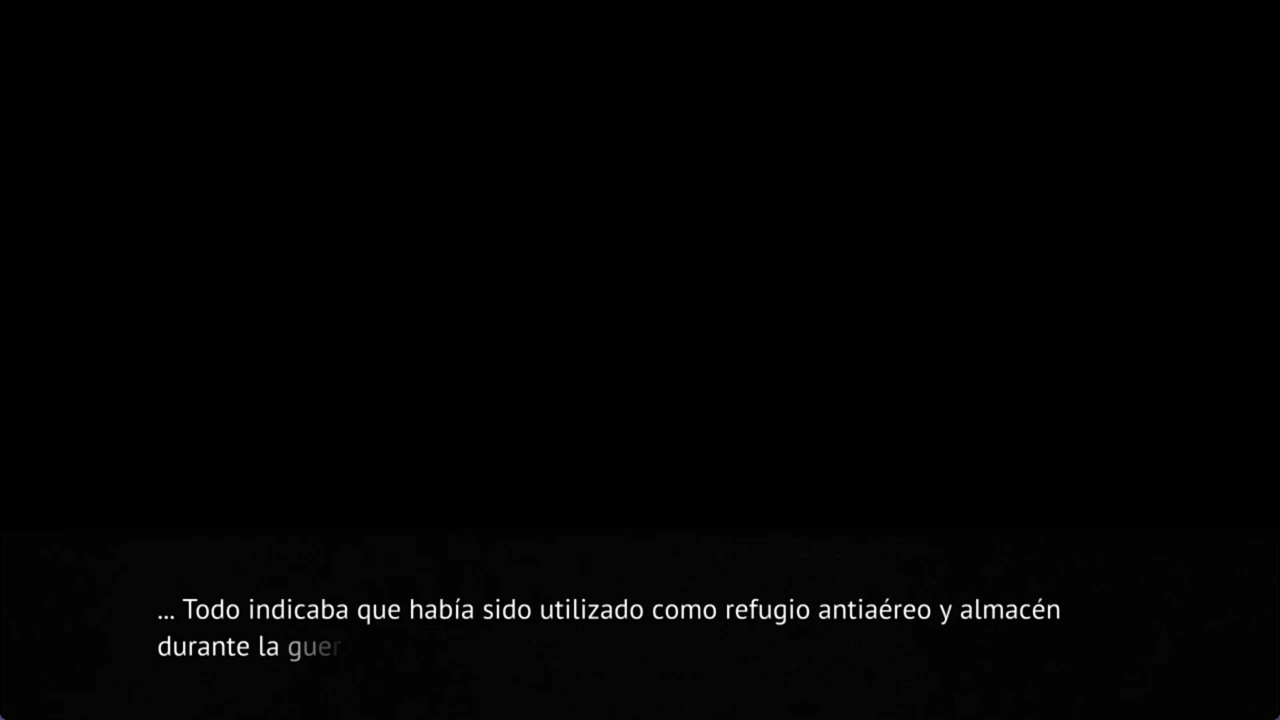 ... Todo indicaba que había sido utilizado como refugio antiaéreo y almacén
durante la guer